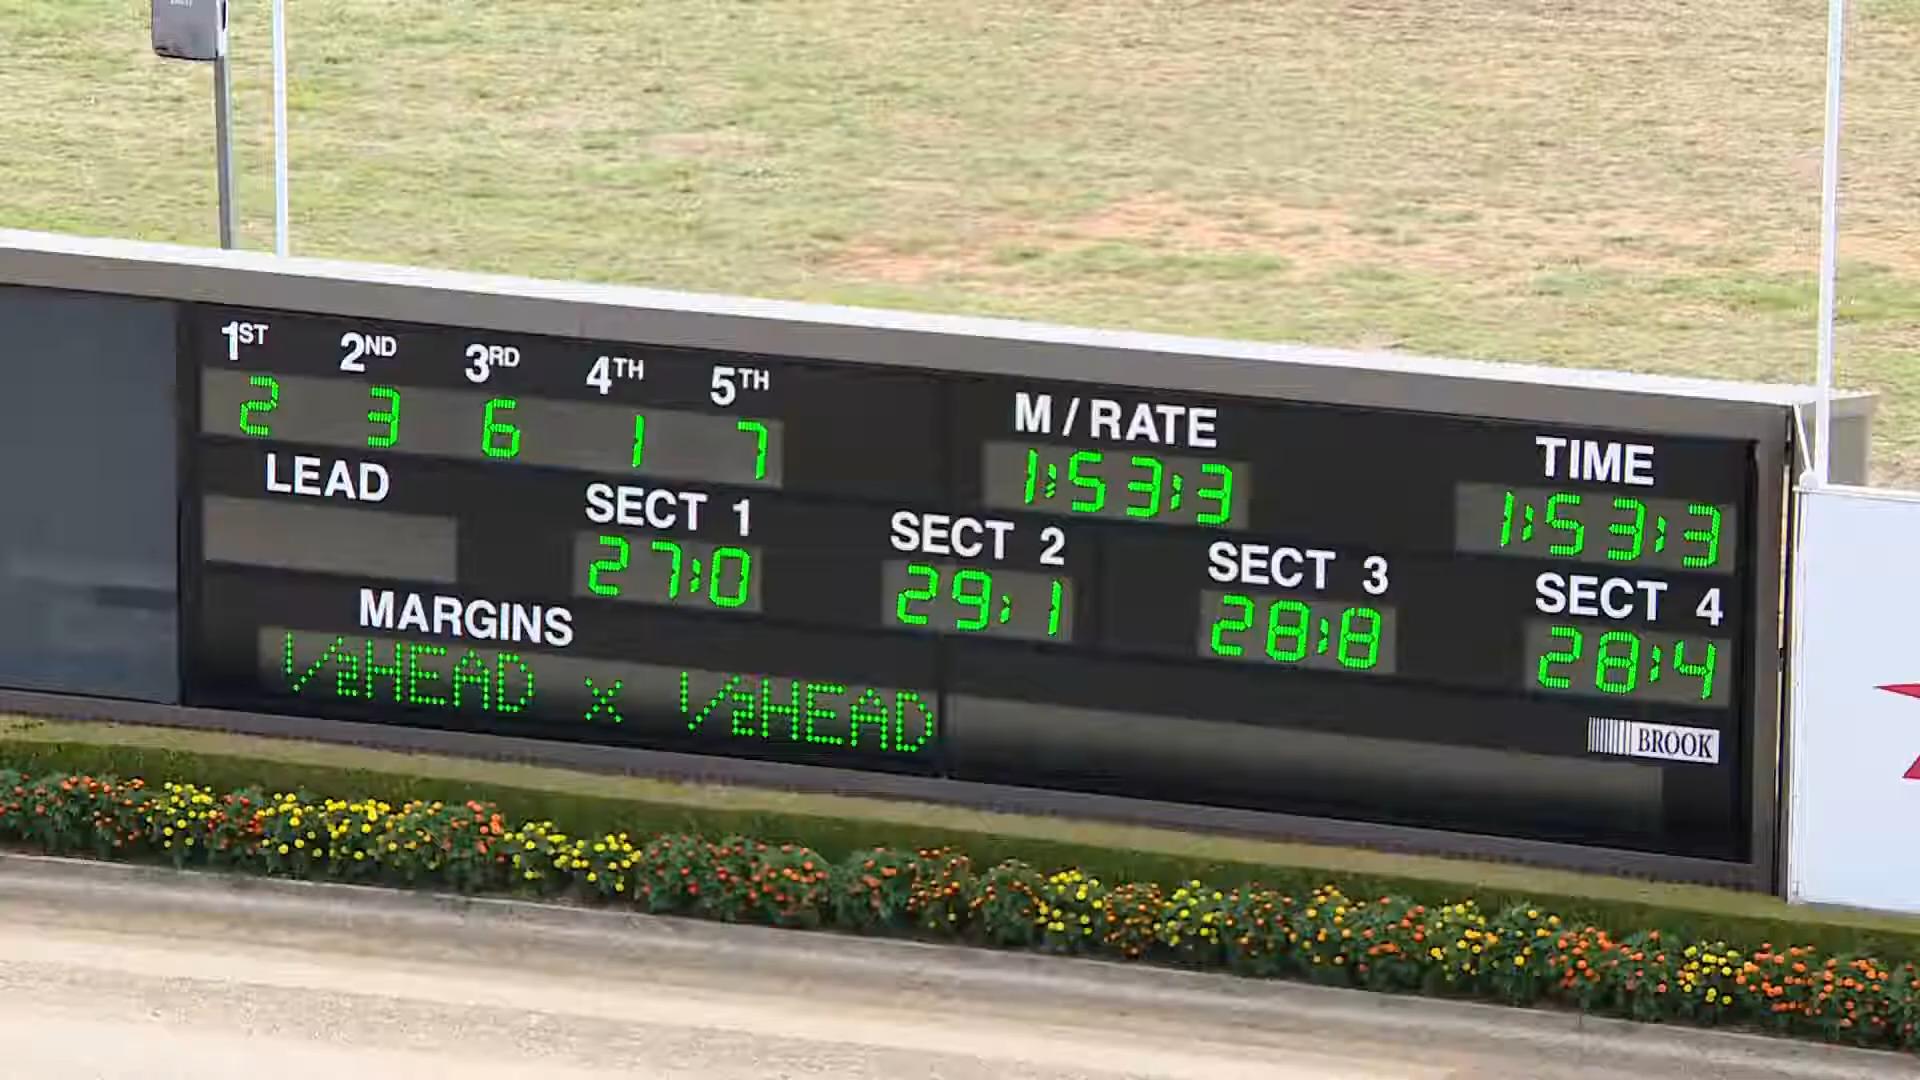 1ST 2ND 3RD 4TH 5TH
2 3 6 1 7
M / RATE
1:53:3
TIME
1:53:3
LEAD
SECT 1
27:0
SECT 2
29:1
SECT 3
28:8
SECT 4
28:4
MARGINS
1/2HEAD x 1/2HEAD
BROOK